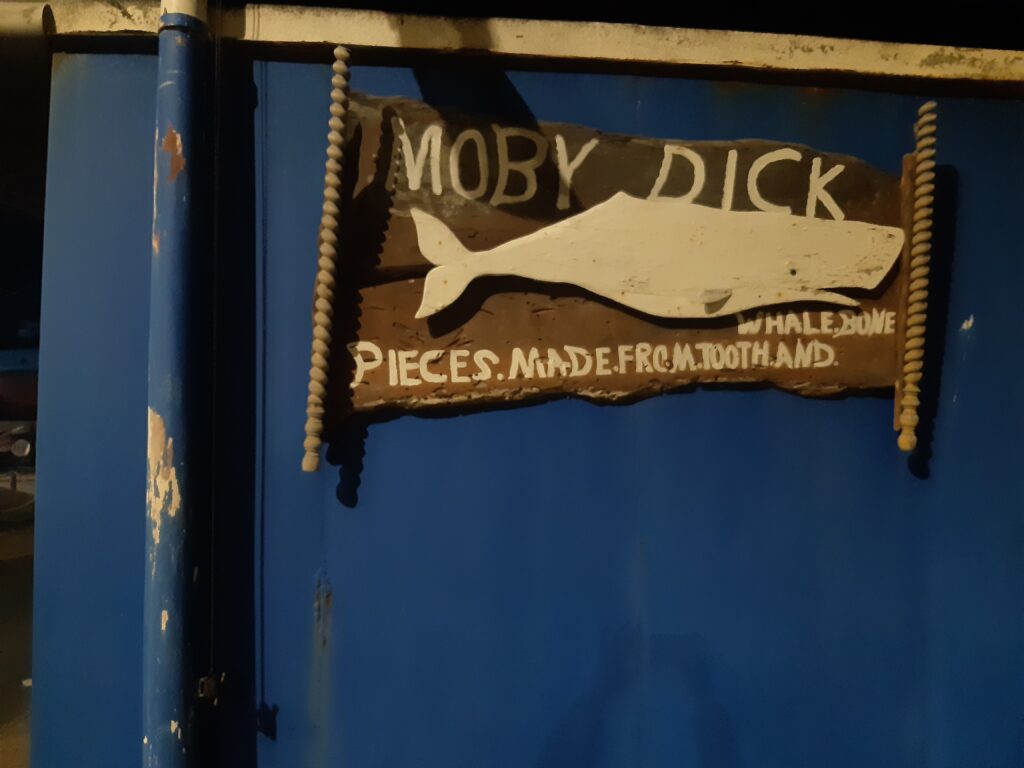 MOBY DICK
WHALE.BONE
PIECES.MADE.FROM.TOOTH.AND.